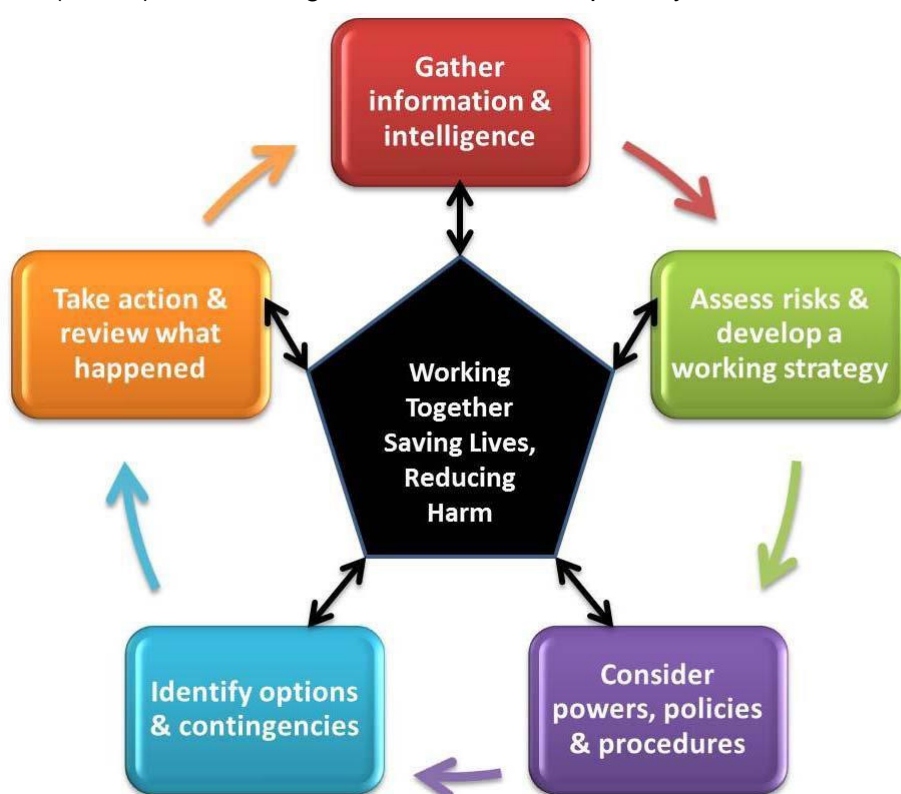 Gather
information &
intelligence
Assess risks &
develop a
working strategy
Consider
powers, policies
& procedures
Identify options
& contingencies
Take action &
review what
happened
Working
Together
Saving Lives,
Reducing
Harm